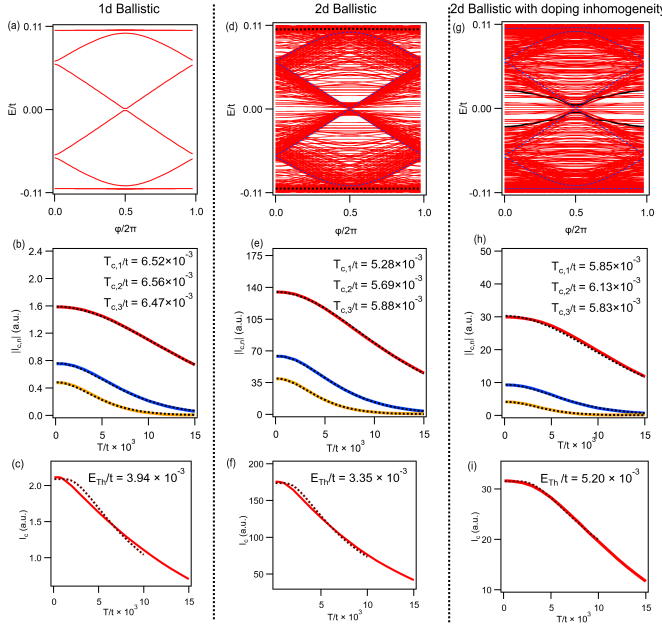 1d Ballistic
2d Ballistic
2d Ballistic with doping inhomogeneity
(a)
0.11
0.00
-0.11
E/t
0.0
0.5
1.0
φ/2π
(d)
0.11
0.00
-0.11
E/t
0.0
0.5
1.0
φ/2π
(g)
0.11
0.00
-0.11
E/t
0.0
0.5
1.0
φ/2π
(b)
2.4
2.0
1.6
1.2
0.8
0.4
0.0
|I_{c,n}| (a.u.)
T_{c,1}/t = 6.52×10^{-3}
T_{c,2}/t = 6.56×10^{-3}
T_{c,3}/t = 6.47×10^{-3}
0
5
10
15
T/t × 10^{3}
(e)
175
140
105
70
35
0
|I_{c,n}| (a.u.)
T_{c,1}/t = 5.28×10^{-3}
T_{c,2}/t = 5.69×10^{-3}
T_{c,3}/t = 5.88×10^{-3}
0
5
10
15
T/t × 10^{3}
(h)
50
40
30
20
10
0
|I_{c,n}| (a.u.)
T_{c,1}/t = 5.85×10^{-3}
T_{c,2}/t = 6.13×10^{-3}
T_{c,3}/t = 5.83×10^{-3}
0
5
10
15
T/t × 10^{3}
(c)
2.0
1.5
1.0
I_{c} (a.u.)
E_{Th}/t = 3.94 × 10^{-3}
0
5
10
15
T/t × 10^{3}
(f)
200
150
100
50
I_{c} (a.u.)
E_{Th}/t = 3.35 × 10^{-3}
5
10
15
T/t × 10^{3}
(i)
30
20
10
I_{c} (a.u.)
E_{Th}/t = 5.20 × 10^{-3}
0
5
10
15
T/t × 10^{3}